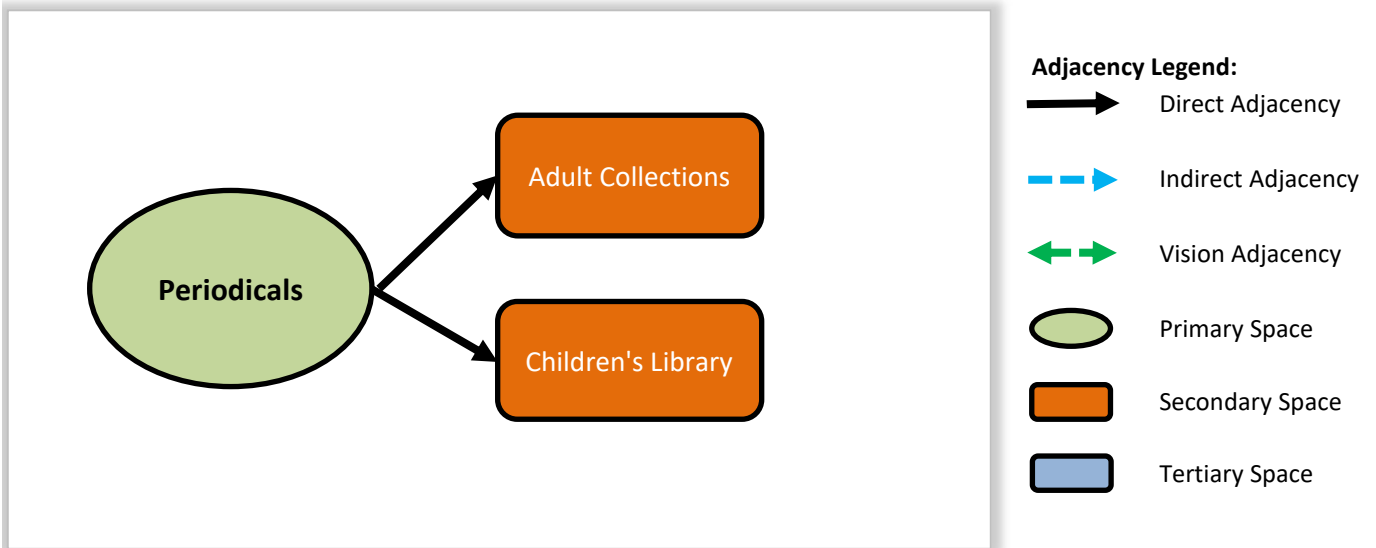 Periodicals
Adult Collections
Children's Library
Adjacency Legend:
Direct Adjacency
Indirect Adjacency
Vision Adjacency
Primary Space
Secondary Space
Tertiary Space